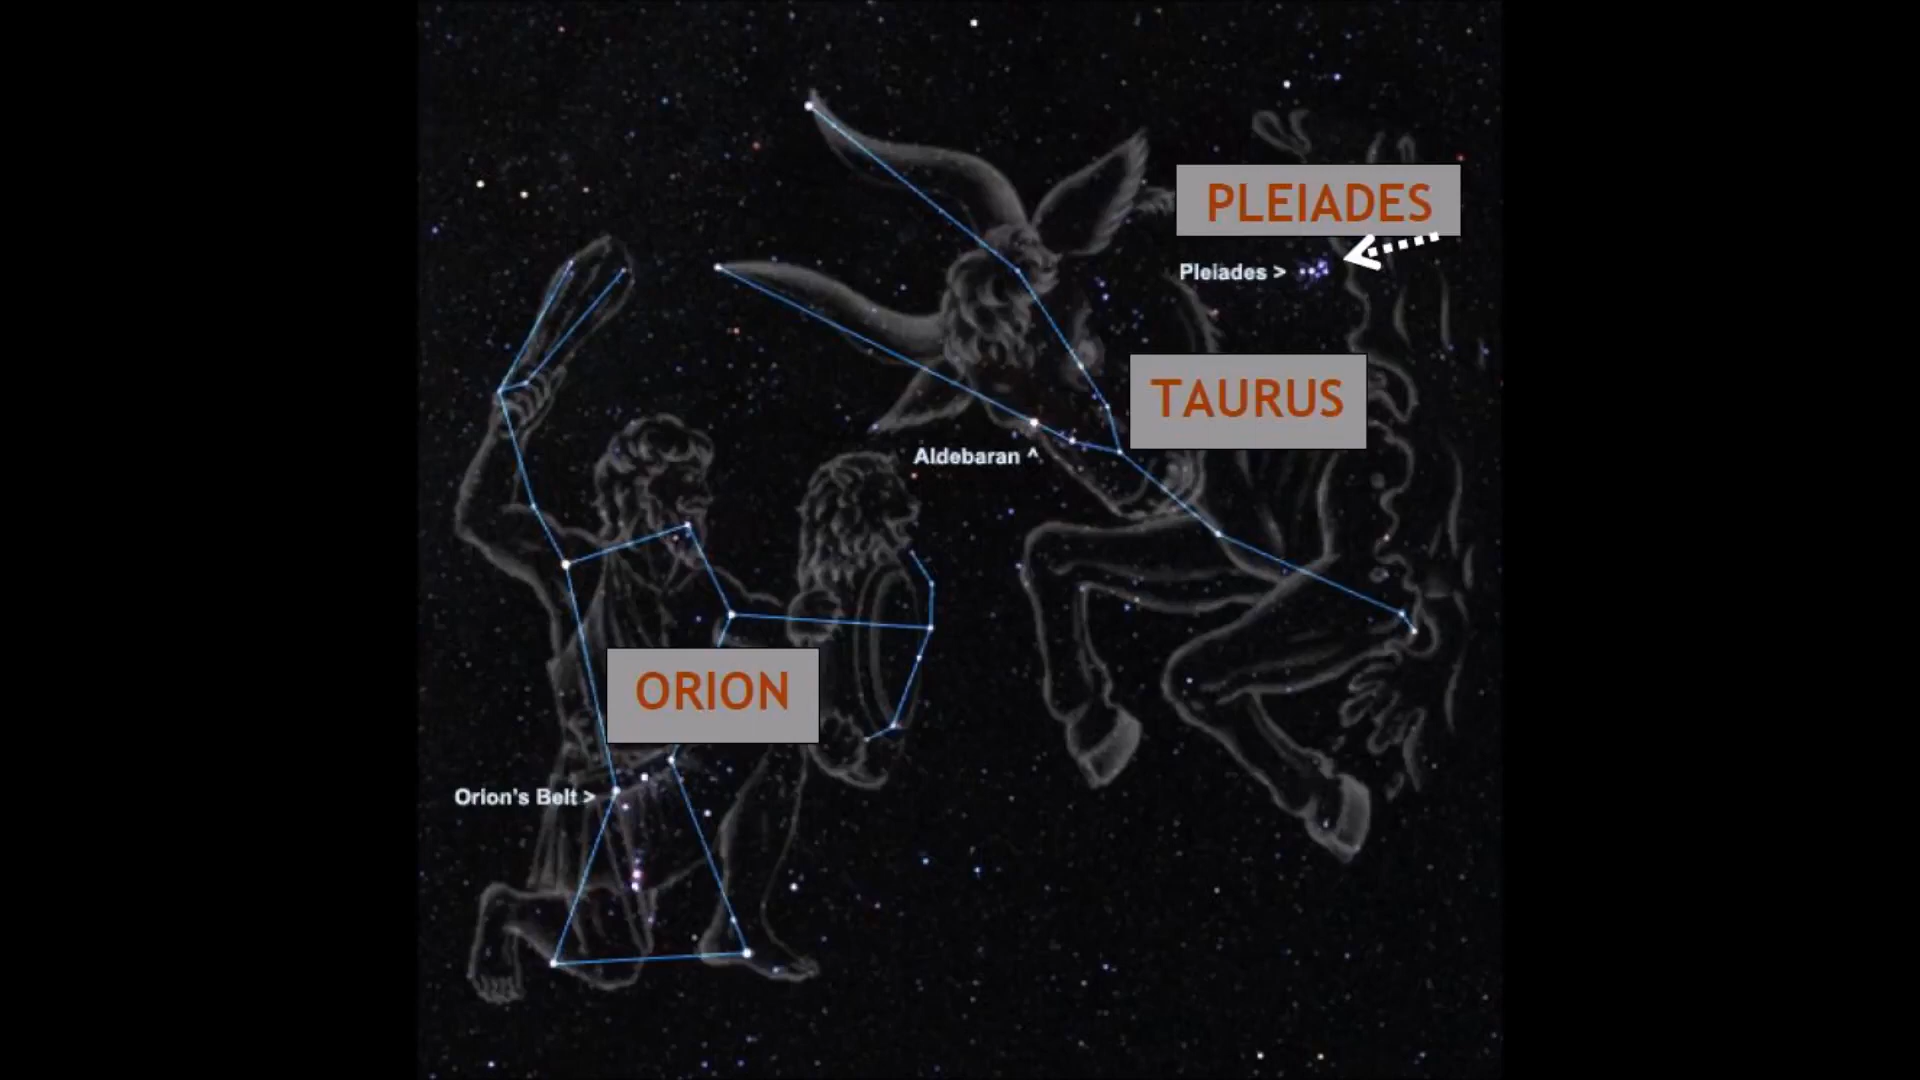 PLEIADES
Pleiades >
TAURUS
Aldebaran ^
ORION
Orion's Belt >